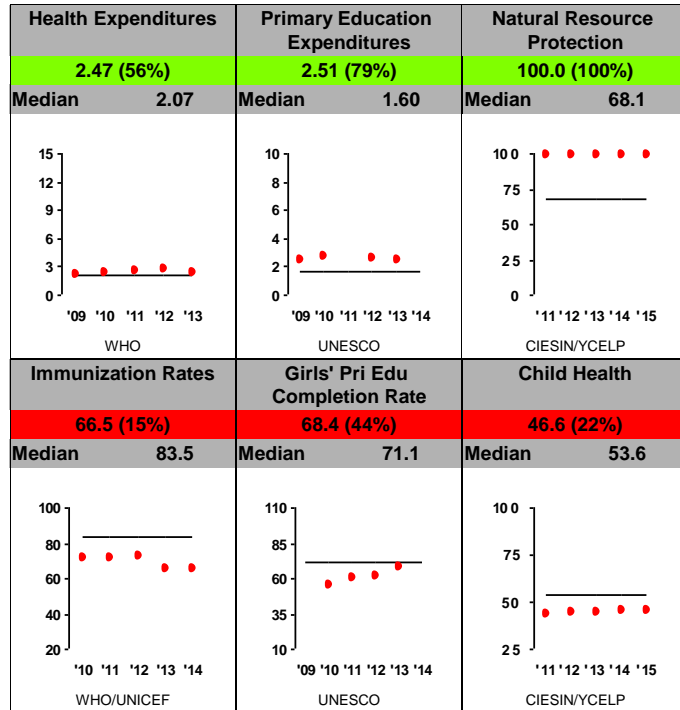 Health Expenditures
2.47 (56%)
Median 2.07
15
12
9
6
3
0
'09 '10 '11 '12 '13
WHO
Primary Education
Expenditures
2.51 (79%)
Median 1.60
10
8
6
4
2
0
'09 '10 '11 '12 '13 '14
UNESCO
Natural Resource
Protection
100.0 (100%)
Median 68.1
100
75
50
25
0
'11 '12 '13 '14 '15
CIESIN/YCELP
Immunization Rates
66.5 (15%)
Median 83.5
100
80
60
40
20
'10 '11 '12 '13 '14
WHO/UNICEF
Girls' Pri Edu
Completion Rate
68.4 (44%)
Median 71.1
110
85
60
35
10
'09 '10 '11 '12 '13 '14
UNESCO
Child Health
46.6 (22%)
Median 53.6
100
75
50
25
'11 '12 '13 '14 '15
CIESIN/YCELP